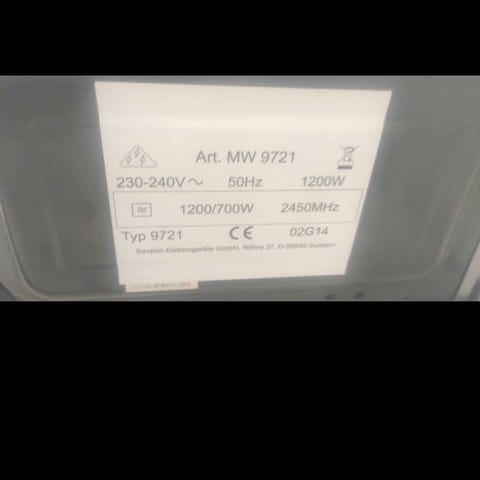 Art. MW 9721
230-240V~ 50Hz 1200W
1200/700W 2450MHz
Typ 9721 CE 02G14
Severin Elektrogeräte GmbH, Röhre 27, D-59846 Sundern